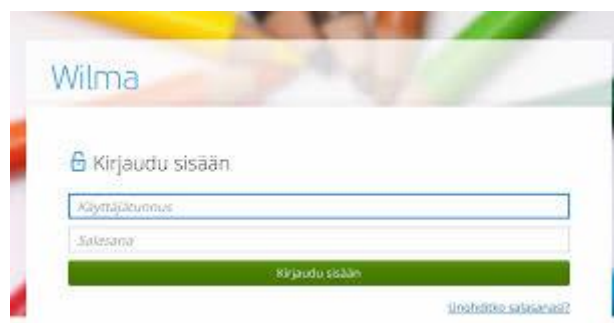 Wilma
Kirjaudu sisään
Käyttäjätunnus
Salasana
Kirjaudu sisään
Unohditko salasanasi?